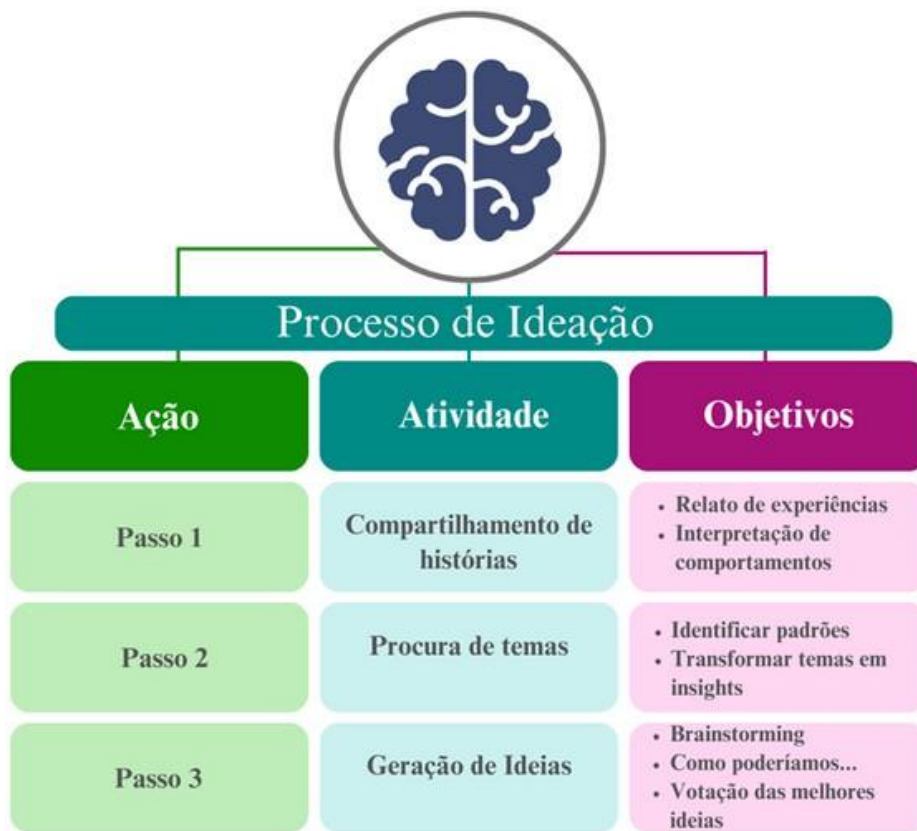 Processo de Ideação
Ação
Atividade
Objetivos
Passo 1
Compartilhamento de
histórias
• Relato de experiências
• Interpretação de
comportamentos
Passo 2
Procura de temas
• Identificar padrões
• Transformar temas em
insights
Passo 3
Geração de Ideias
• Brainstorming
• Como poderíamos...
• Votação das melhores
ideias